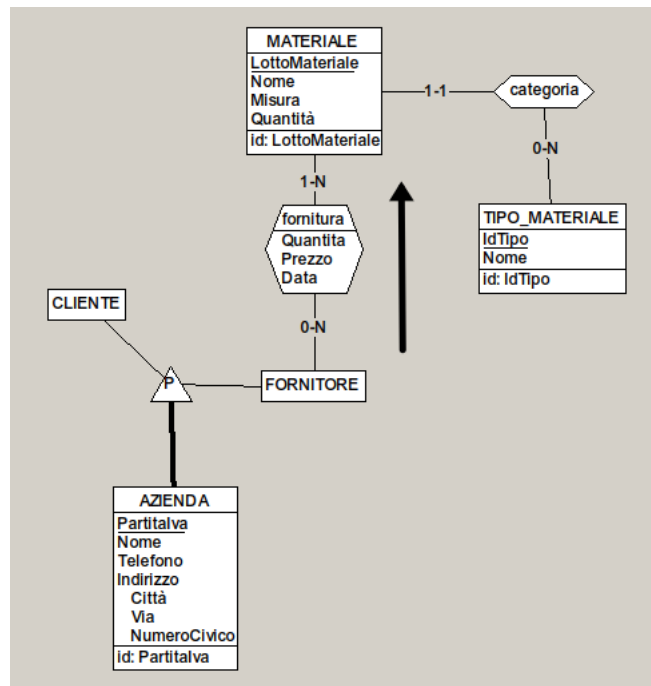 MATERIALE
LottoMateriale
Nome
Misura
Quantità
id: LottoMateriale
1-1
categoria
0-N
TIPO_MATERIALE
IdTipo
Nome
id: IdTipo
1-N
fornitura
Quantita
Prezzo
Data
0-N
CLIENTE
P
FORNITORE
AZIENDA
PartitaIva
Nome
Telefono
Indirizzo
Città
Via
NumeroCivico
id: PartitaIva